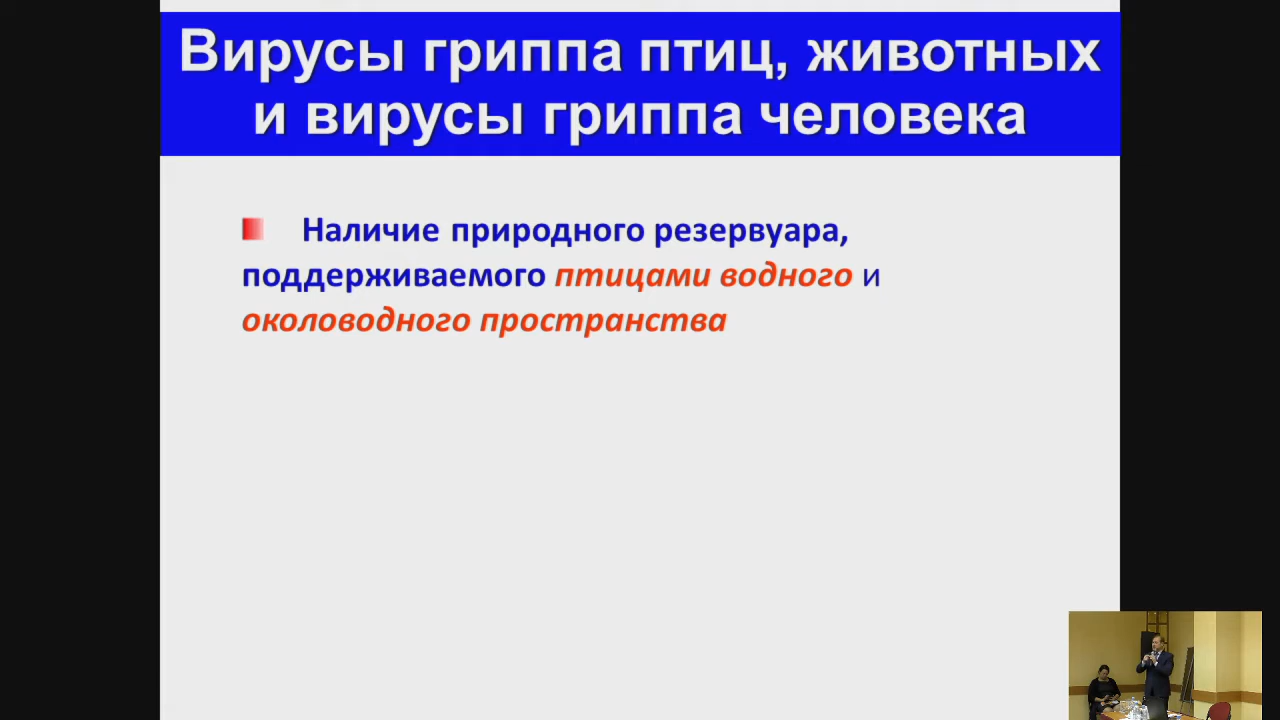 Вирусы гриппа птиц, животных
и вирусы гриппа человека
Наличие природного резервуара,
поддерживаемого птицами водного и
околоводного пространства